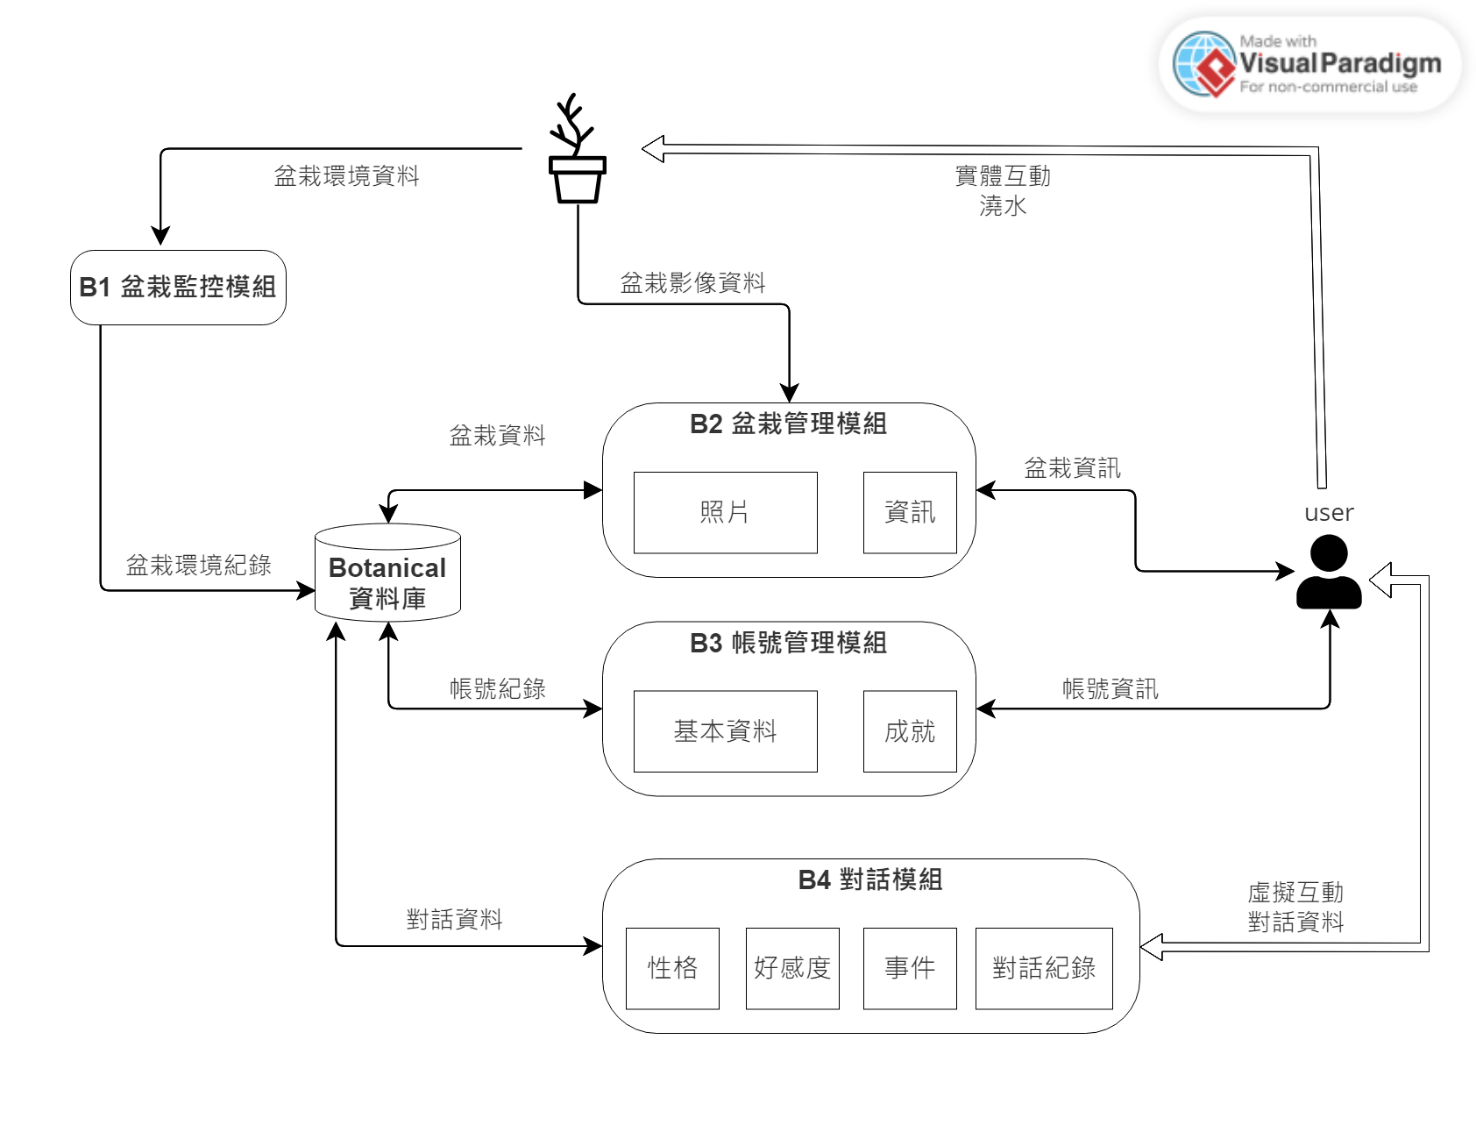 Made with
Visual Paradigm
For non-commercial use
盆栽環境資料
實體互動
澆水
B1 盆栽監控模組
盆栽影像資料
B2 盆栽管理模組
盆栽資料
照片
資訊
盆栽資訊
user
盆栽環境紀錄
Botanical
資料庫
B3 帳號管理模組
帳號紀錄
基本資料
成就
帳號資訊
B4 對話模組
對話資料
性格
好感度
事件
對話紀錄
虛擬互動
對話資料